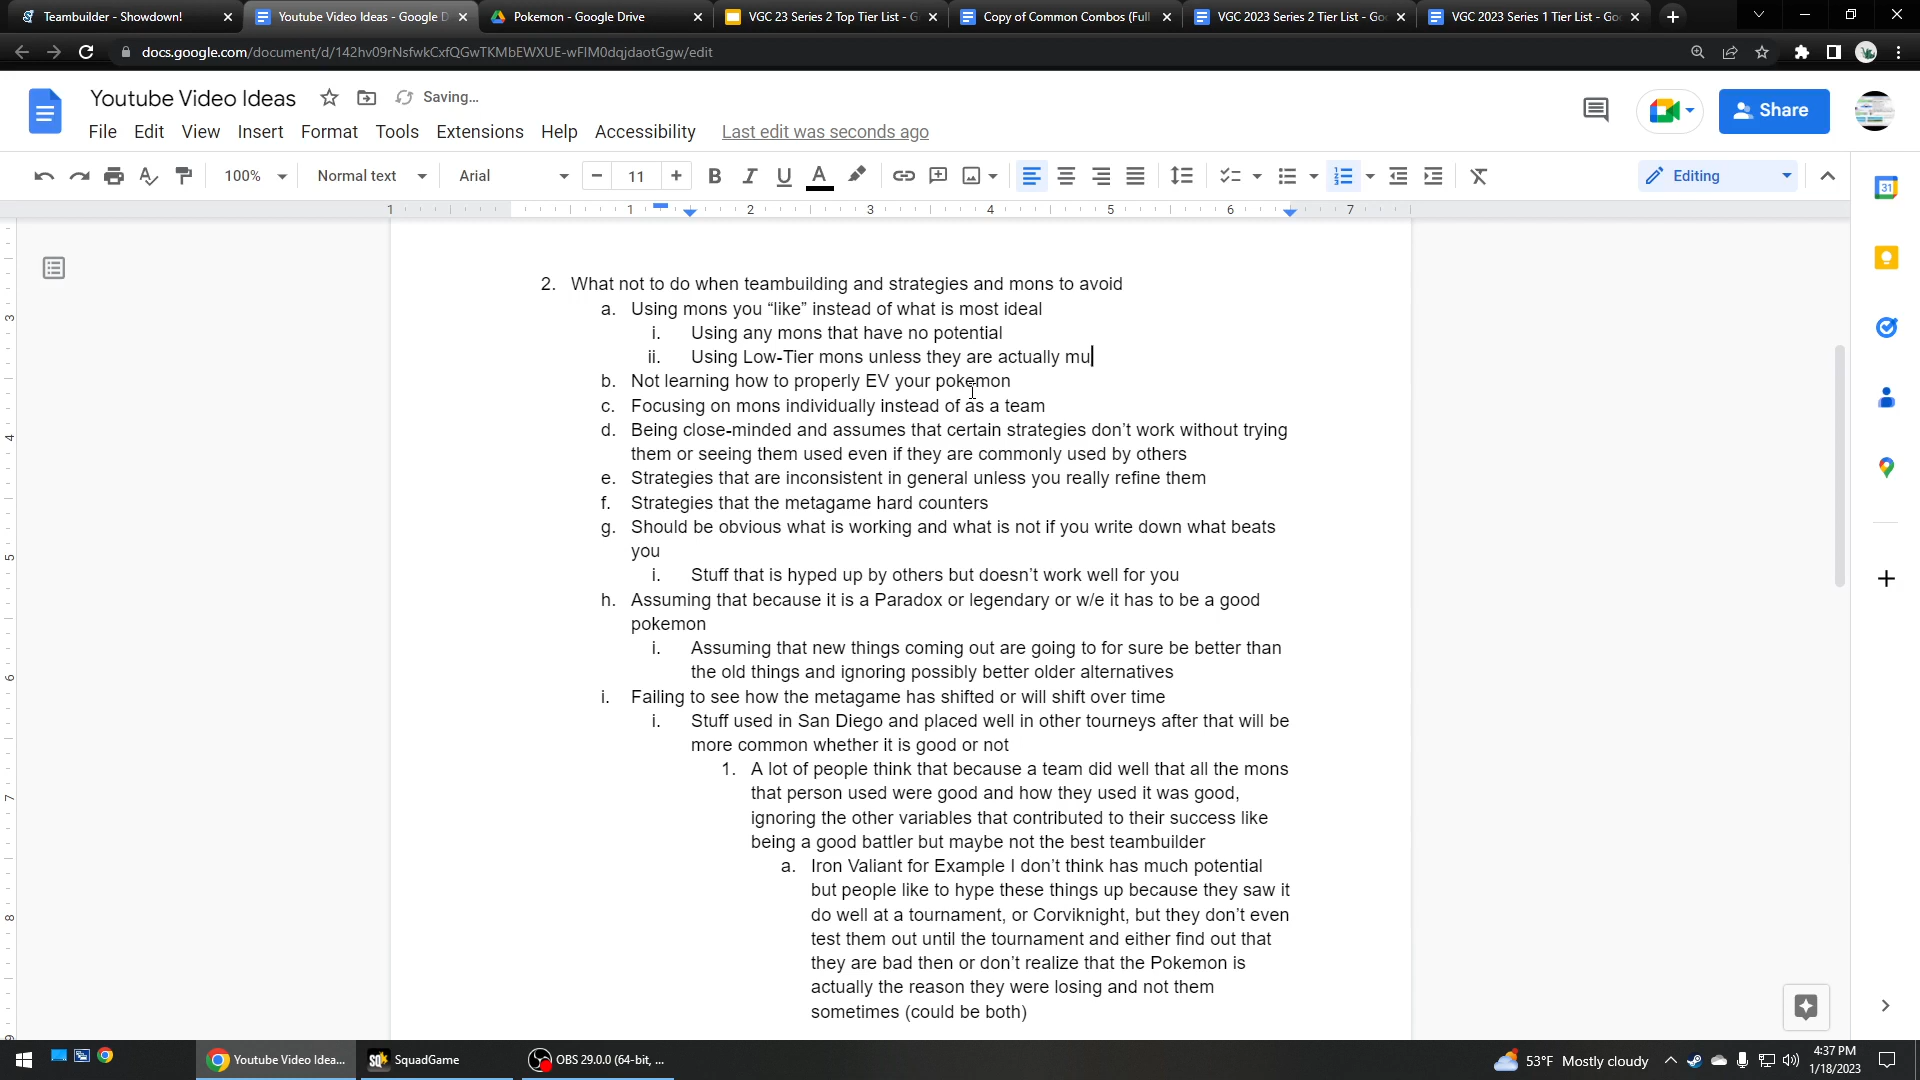 Teambuilder - Showdown!
Youtube Video Ideas - Google D
Pokemon - Google Drive
VGC 23 Series 2 Top Tier List - G
Copy of Common Combos (Full
VGC 2023 Series 2 Tier List - Go
VGC 2023 Series 1 Tier List - Go
docs.google.com/document/d/142hv09rNsfwkCxfQGwTKMbEWXUE-wFIM0dqjdaotGgw/edit
Youtube Video Ideas
Saving...
Share
File Edit View Insert Format Tools Extensions Help Accessibility Last edit was seconds ago
100% Normal text Arial 11 Editing
1 1 2 3 4 5 6 7
2. What not to do when teambuilding and strategies and mons to avoid
a. Using mons you “like” instead of what is most ideal
i. Using any mons that have no potential
ii. Using Low-Tier mons unless they are actually mu
b. Not learning how to properly EV your pokemon
c. Focusing on mons individually instead of as a team
d. Being close-minded and assumes that certain strategies don’t work without trying
them or seeing them used even if they are commonly used by others
e. Strategies that are inconsistent in general unless you really refine them
f. Strategies that the metagame hard counters
g. Should be obvious what is working and what is not if you write down what beats
you
i. Stuff that is hyped up by others but doesn’t work well for you
h. Assuming that because it is a Paradox or legendary or w/e it has to be a good
pokemon
i. Assuming that new things coming out are going to for sure be better than
the old things and ignoring possibly better older alternatives
i. Failing to see how the metagame has shifted or will shift over time
i. Stuff used in San Diego and placed well in other tourneys after that will be
more common whether it is good or not
1. A lot of people think that because a team did well that all the mons
that person used were good and how they used it was good,
ignoring the other variables that contributed to their success like
being a good battler but maybe not the best teambuilder
a. Iron Valiant for Example I don’t think has much potential
but people like to hype these things up because they saw it
do well at a tournament, or Corviknight, but they don’t even
test them out until the tournament and either find out that
they are bad then or don’t realize that the Pokemon is
actually the reason they were losing and not them
sometimes (could be both)
3
4
5
6
7
8
9
31
Youtube Video Idea...
SquadGame
OBS 29.0.0 (64-bit, ...
53°F Mostly cloudy
4:37 PM
1/18/2023